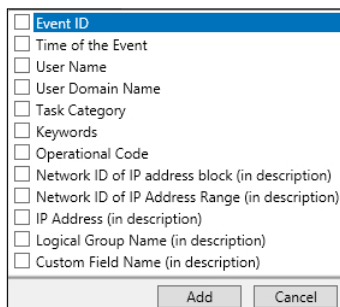 Event ID
Time of the Event
User Name
User Domain Name
Task Category
Keywords
Operational Code
Network ID of IP address block (in description)
Network ID of IP Address Range (in description)
IP Address (in description)
Logical Group Name (in description)
Custom Field Name (in description)
Add Cancel